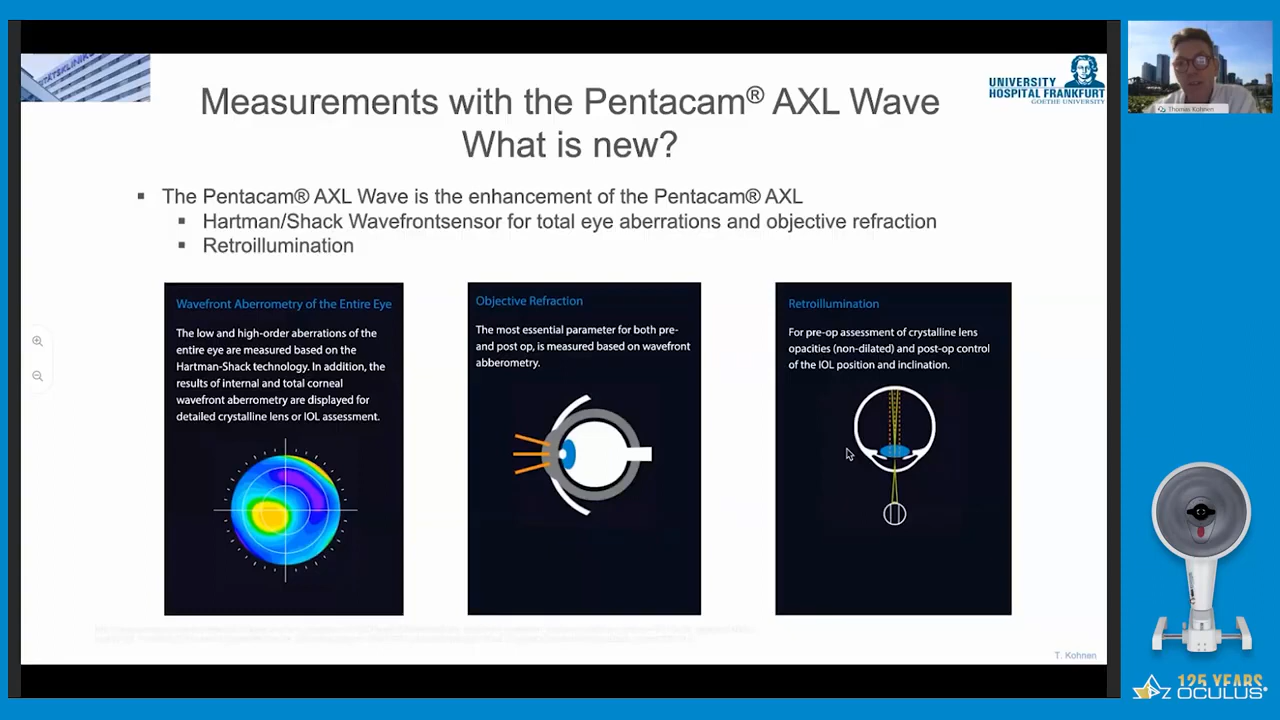 TÄTSKLINIK
Measurements with the Pentacam® AXL Wave
What is new?
UNIVERSITY
HOSPITAL FRANKFURT
GOETHE UNIVERSITY
Thomas Kohnen
▪ The Pentacam® AXL Wave is the enhancement of the Pentacam® AXL
▪ Hartman/Shack Wavefrontsensor for total eye aberrations and objective refraction
▪ Retroillumination
Wavefront Aberrometry of the Entire Eye
The low and high-order aberrations of the
entire eye are measured based on the
Hartman-Shack technology. In addition, the
results of internal and total corneal
wavefront aberrometry are displayed for
detailed crystalline lens or IOL assessment.
Objective Refraction
The most essential parameter for both pre-
and post op, is measured based on wavefront
abberometry.
Retroillumination
For pre-op assessment of crystalline lens
opacities (non-dilated) and post-op control
of the IOL position and inclination.
T. Kohnen
125 YEARS
OCULUS®